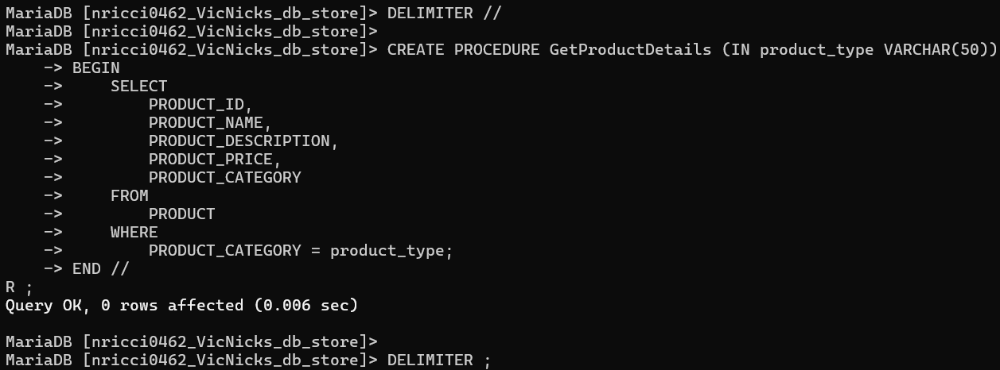 MariaDB [nricci0462_VicNicks_db_store]> DELIMITER //
MariaDB [nricci0462_VicNicks_db_store]>
MariaDB [nricci0462_VicNicks_db_store]> CREATE PROCEDURE GetProductDetails (IN product_type VARCHAR(50))
    -> BEGIN
    ->     SELECT
    ->         PRODUCT_ID,
    ->         PRODUCT_NAME,
    ->         PRODUCT_DESCRIPTION,
    ->         PRODUCT_PRICE,
    ->         PRODUCT_CATEGORY
    ->     FROM
    ->         PRODUCT
    ->     WHERE
    ->         PRODUCT_CATEGORY = product_type;
    -> END //
R ;
Query OK, 0 rows affected (0.006 sec)

MariaDB [nricci0462_VicNicks_db_store]>
MariaDB [nricci0462_VicNicks_db_store]> DELIMITER ;